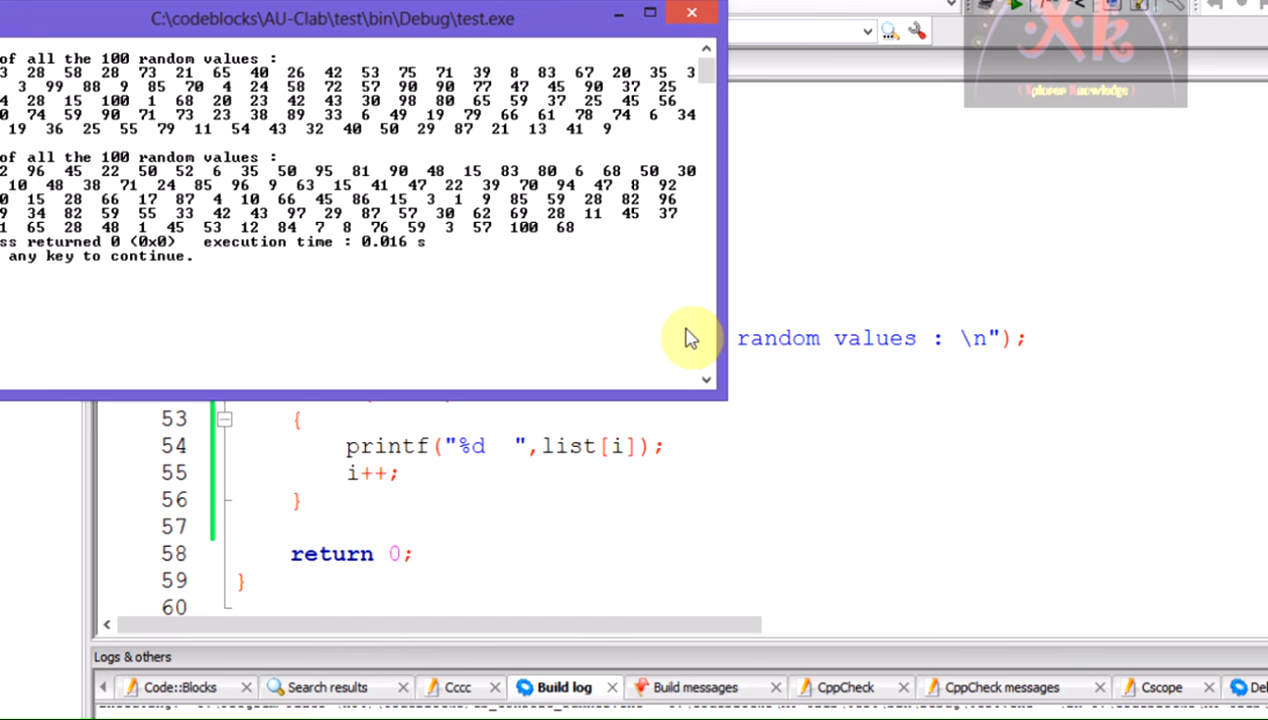 C:\codeblocks\AU-Clab\test\bin\Debug\test.exe
of all the 100 random values :
3 28 58 28 73 21 65 40 26 42 53 75 71 39 8 83 67 20 35 3
3 99 88 9 85 70 4 24 58 72 57 90 90 77 47 45 90 37 25
4 28 15 100 1 68 20 23 42 43 30 98 80 65 59 37 25 45 56
0 74 59 90 71 73 23 38 89 33 6 49 19 79 66 61 78 74 6 34
19 36 25 55 79 11 54 43 32 40 50 29 87 21 13 41 9
of all the 100 random values :
2 96 45 22 50 52 6 35 50 95 81 90 48 15 83 80 6 68 50 30
10 48 38 71 24 85 96 9 63 15 41 47 22 39 70 94 47 8 92
0 15 28 66 17 87 4 10 66 45 86 15 3 1 9 85 59 28 82 96
9 34 82 59 55 33 42 43 97 29 87 57 30 62 69 28 11 45 37
1 65 28 48 1 45 53 12 84 7 8 76 59 3 57 100 68
ss returned 0 (0x0) execution time : 0.016 s
any key to continue.
Xk
(Xplorer Knowledge)
random values : \n");
53 {
54 printf("%d ",list[i]);
55 i++;
56 }
57
58 return 0;
59 }
60
Logs & others
Code::Blocks Search results Cccc Build log Build messages CppCheck CppCheck messages Cscope